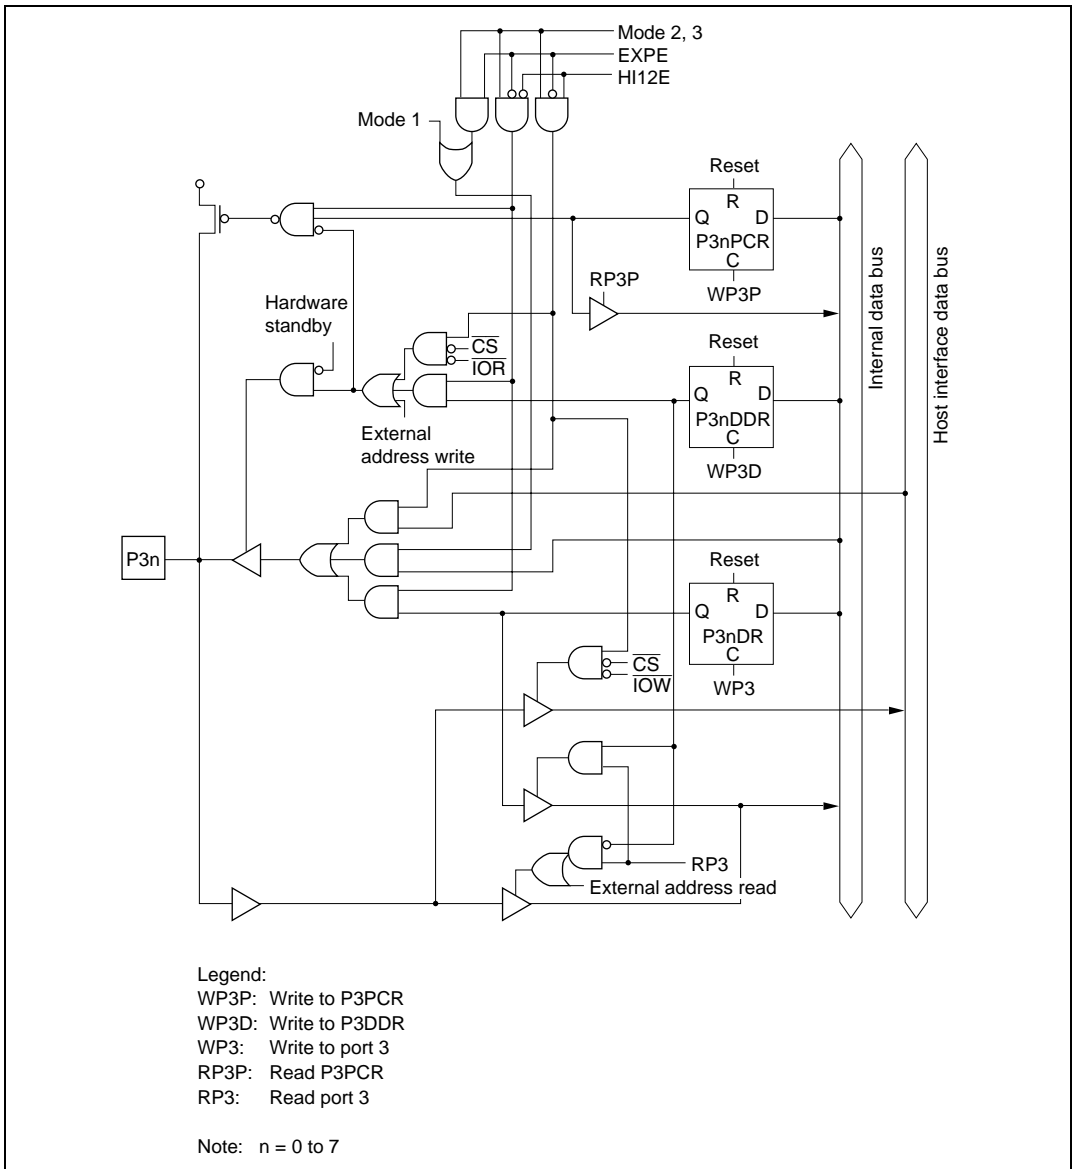 Mode 2, 3
EXPE
HI12E
Mode 1
Reset
R
Q D
P3nPCR
C
WP3P
RP3P
Hardware
standby
CS
IOR
Reset
R
Q D
P3nDDR
C
WP3D
External
address write
Internal data bus
Host interface data bus
P3n
Reset
R
Q D
P3nDR
C
WP3
CS
IOW
RP3
External address read
Legend:
WP3P: Write to P3PCR
WP3D: Write to P3DDR
WP3: Write to port 3
RP3P: Read P3PCR
RP3: Read port 3
Note: n = 0 to 7